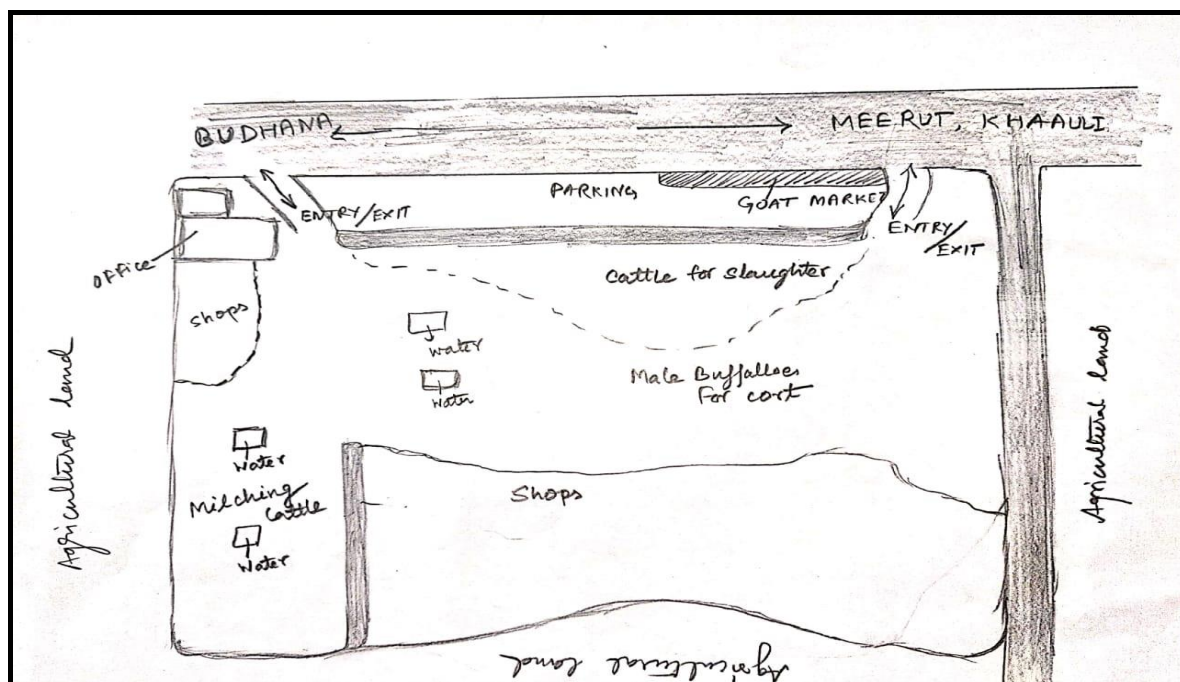 BUDHANA
MEERUT, KHAAULI
PARKING
GOAT MARKET
ENTRY/EXIT
ENTRY/
EXIT
OFFICE
Cattle for slaughter
Shops
water
Male Buffalloes
For cart
water
water
Milching
Cattle
Shops
water
Agricultural land
Agricultural land
Agricultural land